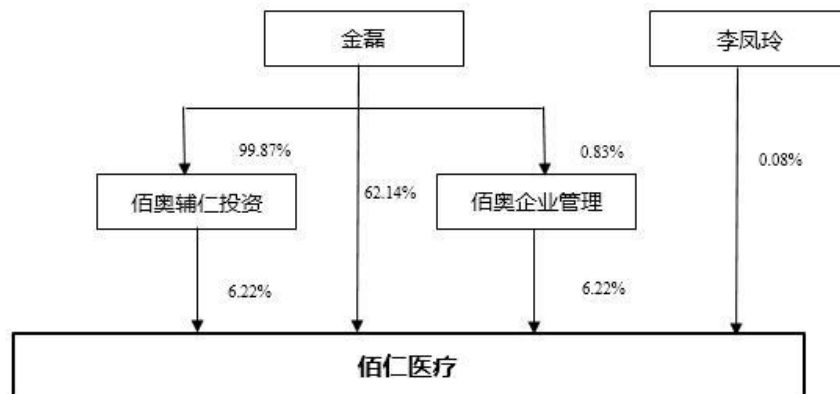 金磊
李凤玲
99.87%
0.83%
0.08%
佰奥辅仁投资
62.14%
佰奥企业管理
6.22%
6.22%
佰仁医疗